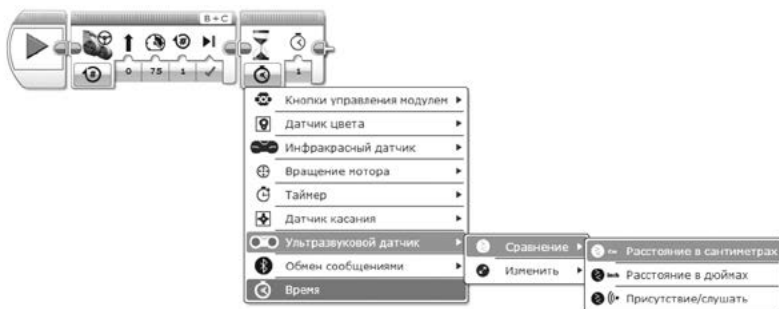 B + C
# 0 75 1
1
Кнопки управления модулем
Датчик цвета
Инфракрасный датчик
Вращение мотора
Таймер
Датчик касания
Ультразвуковой датчик
Сравнение
Расстояние в сантиметрах
Обмен сообщениями
Изменить
Расстояние в дюймах
Время
Присутствие/слушать